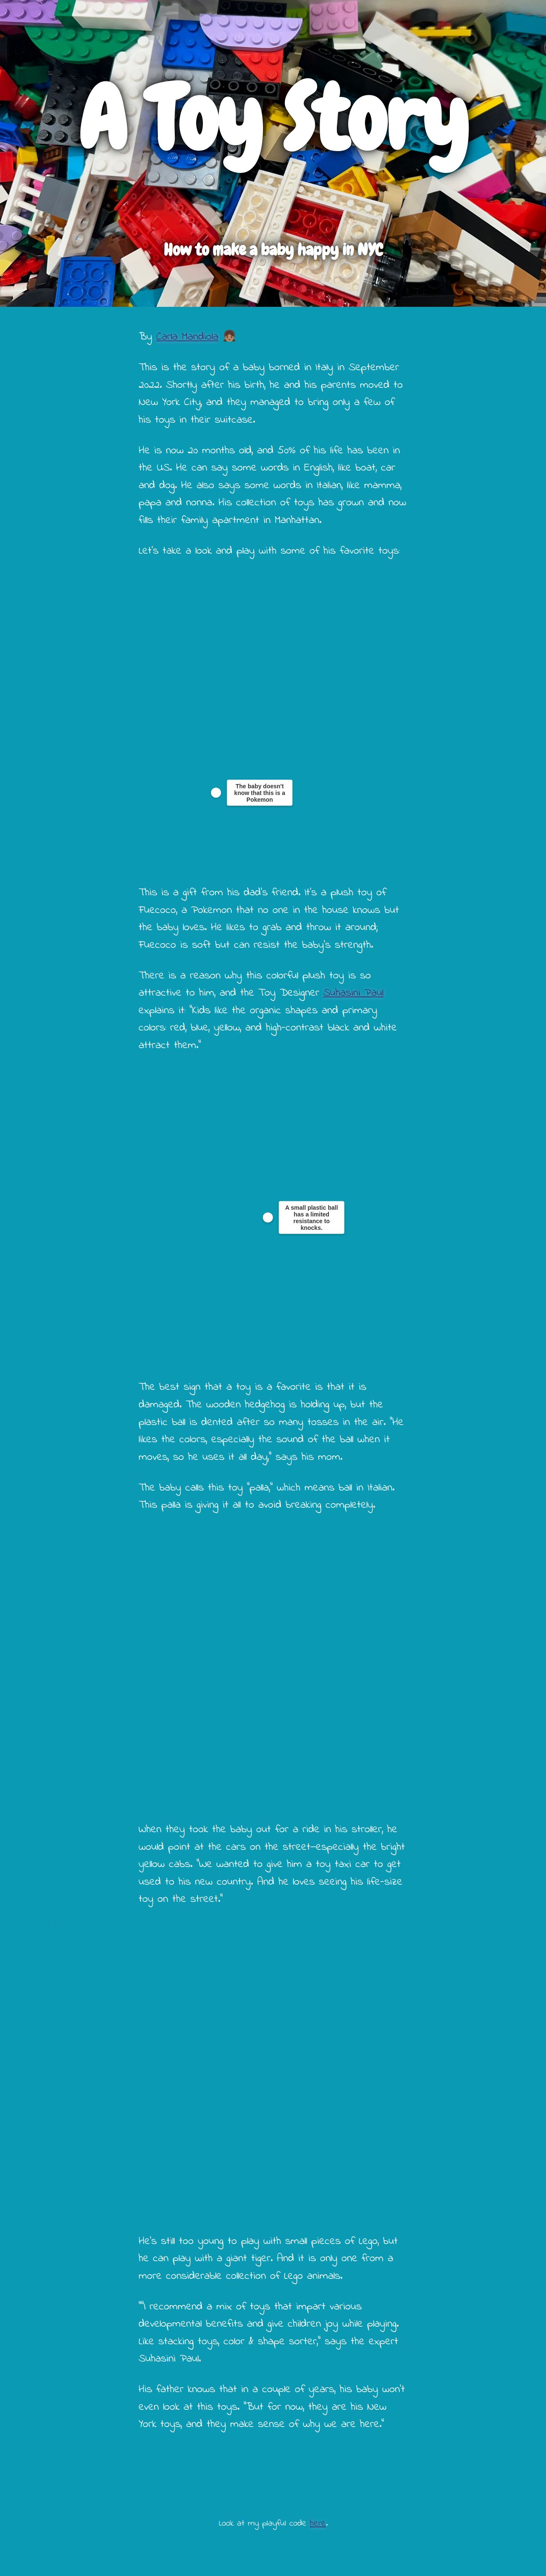 A Toy Story
How to make a baby happy in NYC
By Carla Mandiola 👧🏽
This is the story of a baby borned in Italy in September
2022. Shortly after his birth, he and his parents moved to
New York City, and they managed to bring only a few of
his toys in their suitcase.
He is now 20 months old, and 50% of his life has been in
the US. He can say some words in English, like boat, car
and dog. He also says some words in Italian, like mamma,
papa and nonna. His collection of toys has grown and now
fills their family apartment in Manhattan.
Let's take a look and play with some of his favorite toys:
The baby doesn't
know that this is a
Pokemon
This is a gift from his dad's friend. It's a plush toy of
Fuecoco, a Pokemon that no one in the house knows but
the baby loves. He likes to grab and throw it around;
Fuecoco is soft but can resist the baby's strength.
There is a reason why this colorful plush toy is so
attractive to him, and the Toy Designer Suhasini Paul
explains it: "Kids like the organic shapes and primary
colors: red, blue, yellow, and high-contrast black and white
attract them."
A small plastic ball
has a limited
resistance to
knocks.
The best sign that a toy is a favorite is that it is
damaged. The wooden hedgehog is holding up, but the
plastic ball is dented after so many tosses in the air. "He
likes the colors, especially the sound of the ball when it
moves, so he uses it all day," says his mom.
The baby calls this toy "palla," which means ball in Italian.
This palla is giving it all to avoid breaking completely.
When they took the baby out for a ride in his stroller, he
would point at the cars on the street—especially the bright
yellow cabs. "We wanted to give him a toy taxi car to get
used to his new country. And he loves seeing his life-size
toy on the street."
He's still too young to play with small pieces of Lego, but
he can play with a giant tiger. And it is only one from a
more considerable collection of Lego animals.
""I recommend a mix of toys that impart various
developmental benefits and give children joy while playing.
Like stacking toys, color & shape sorter," says the expert
Suhasini Paul.
His father knows that in a couple of years, his baby won't
even look at this toys. "But for now, they are his New
York toys, and they make sense of why we are here."
Look at my playful code here.